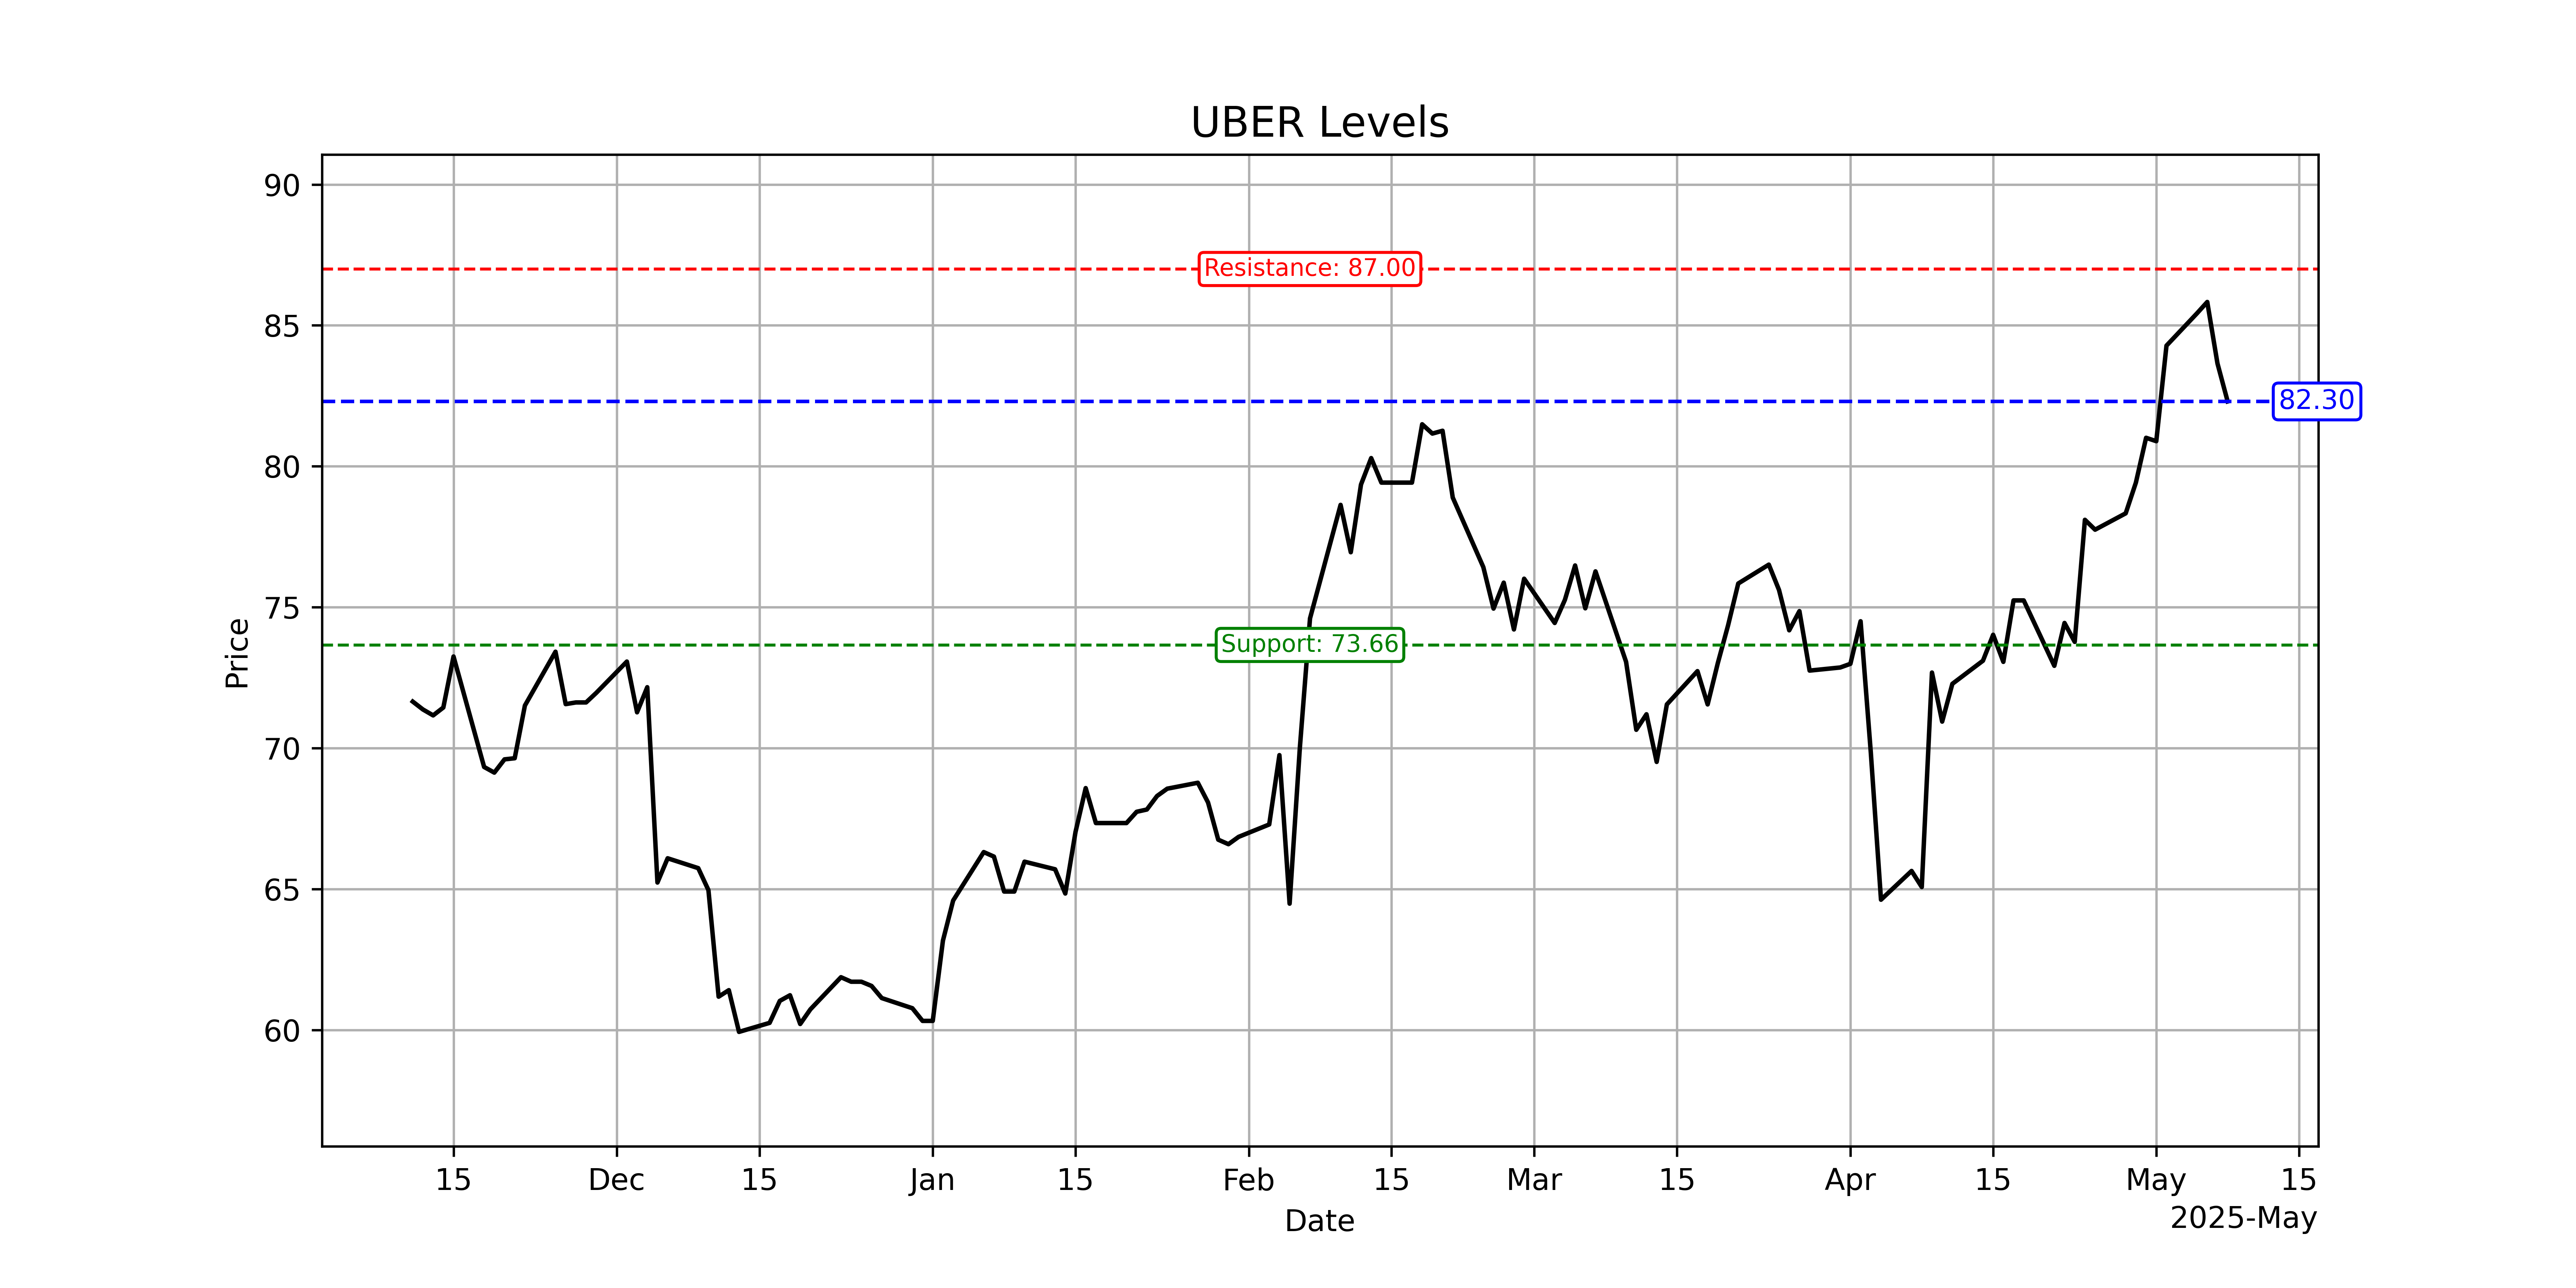 UBER Levels
90
Resistance: 87.00
85
82.30
80
75
Support: 73.66
70
65
60
Price
15 Dec 15 Jan 15 Feb 15 Mar 15 Apr 15 May 15
Date
2025-May